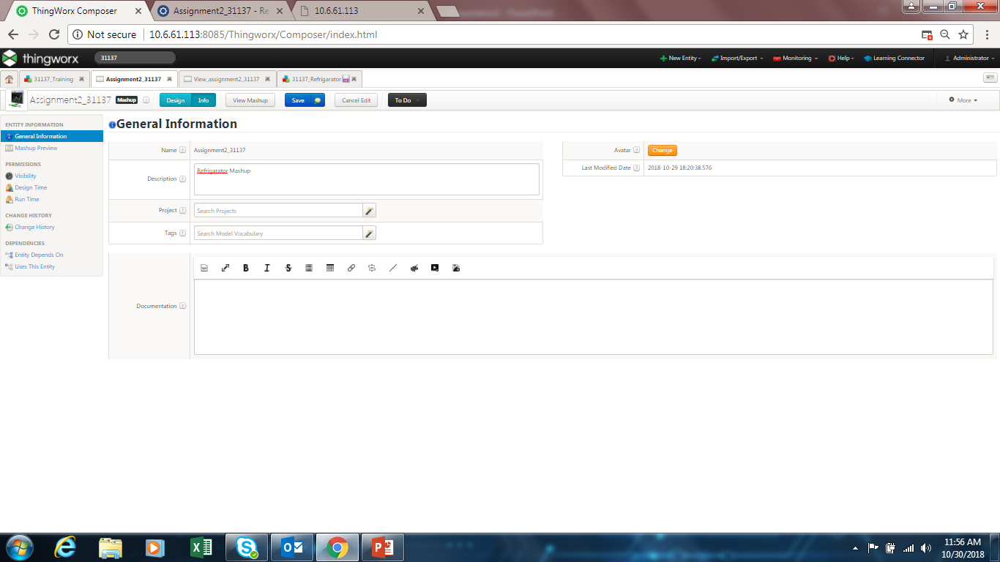 ThingWorx Composer
Assignment2_31137 - Re
10.6.61.113
Not secure
10.6.61.113:8085/Thingworx/Composer/index.html
thingworx
31137
New Entity
Import/Export
Monitoring
Help
Learning Connector
Administrator
31137_Training
Assignment2_31137
View_assignment2_31137
31137_Refrigarator
Assignment2_31137
Mashup
?
Design
Info
View Mashup
Save
Cancel Edit
To Do
More
ENTITY INFORMATION
General Information
Mashup Preview
PERMISSIONS
Visibility
Design Time
Run Time
CHANGE HISTORY
Change History
DEPENDENCIES
Entity Depends On
Uses This Entity
General Information
Name ?
Assignment2_31137
Description ?
Refrigarator Mashup
Project ?
Search Projects
Tags ?
Search Model Vocabulary
Avatar ?
Change
Last Modified Date ?
2018-10-29 18:20:38.576
Documentation ?
B I S
11:56 AM
10/30/2018